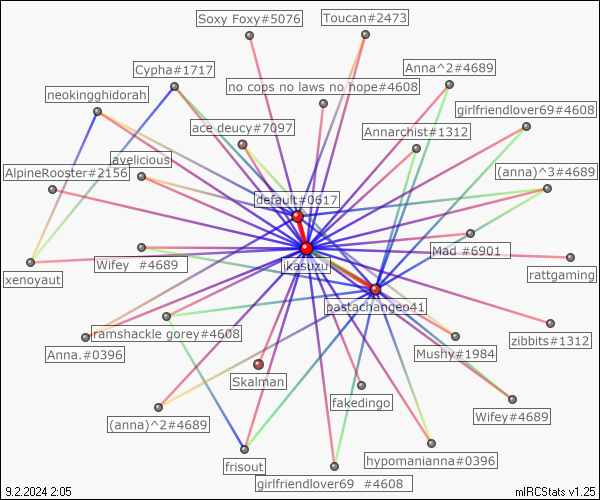 Soxy Foxy#5076
Toucan#2473
Cypha#1717
Anna^2#4689
no cops no laws no hope#4608
neokingghidorah
girlfriendlover69#4608
ace deucy#7097
Annarchist#1312
avelicious
AlpineRooster#2156
(anna)^3#4689
default#0617
Mad #6901
Wifey #4689
ikasuzu
rattgaming
xenoyaut
pastachangeo41
ramshackle gorey#4608
zibbits#1312
Anna.#0396
Mushy#1984
Skalman
fakedingo
Wifey#4689
(anna)^2#4689
hypomanianna#0396
frisout
girlfriendlover69 #4608
9.2.2024 2:05
mIRCStats v1.25